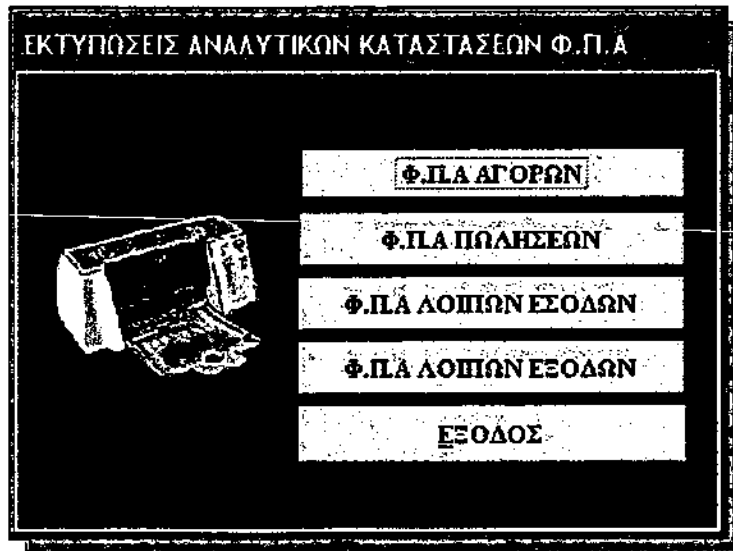 ΕΚΤΥΠΩΣΕΙΣ ΑΝΑΛΥΤΙΚΩΝ ΚΑΤΑΣΤΑΣΕΩΝ Φ.Π.Α
Φ.Π.Α ΑΓΟΡΩΝ
Φ.Π.Α ΠΩΛΗΣΕΩΝ
Φ.Π.Α ΛΟΙΠΩΝ ΕΣΟΔΩΝ
Φ.Π.Α ΛΟΙΠΩΝ ΕΞΟΔΩΝ
ΕΞΟΔΟΣ